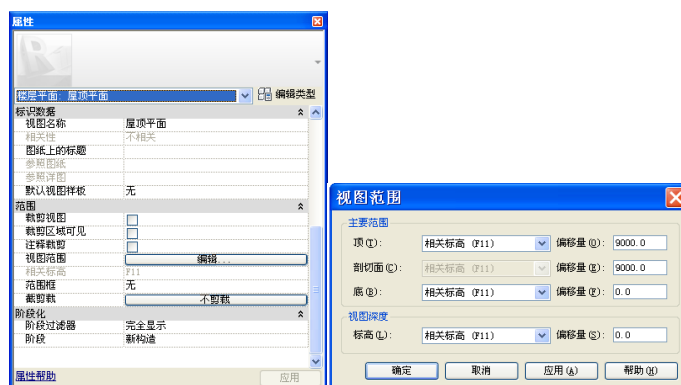 属性
R
楼层平面: 屋顶平面
编辑类型
标识数据
视图名称 屋顶平面
相关性 不相关
图纸上的标题
参照图纸
参照详图
默认视图样板 无
范围
裁剪视图
裁剪区域可见
注释裁剪
视图范围 编辑...
相关标高 F11
范围框 无
截剪裁 不剪裁
阶段化
阶段过滤器 完全显示
阶段 新构造
属性帮助 应用
视图范围
主要范围
顶(T): 相关标高 (F11) 偏移量(O): 9000.0
剖切面(C): 相关标高 (F11) 偏移量(E): 9000.0
底(B): 相关标高 (F11) 偏移量(F): 0.0
视图深度
标高(L): 相关标高 (F11) 偏移量(S): 0.0
确定 取消 应用(A) 帮助(H)